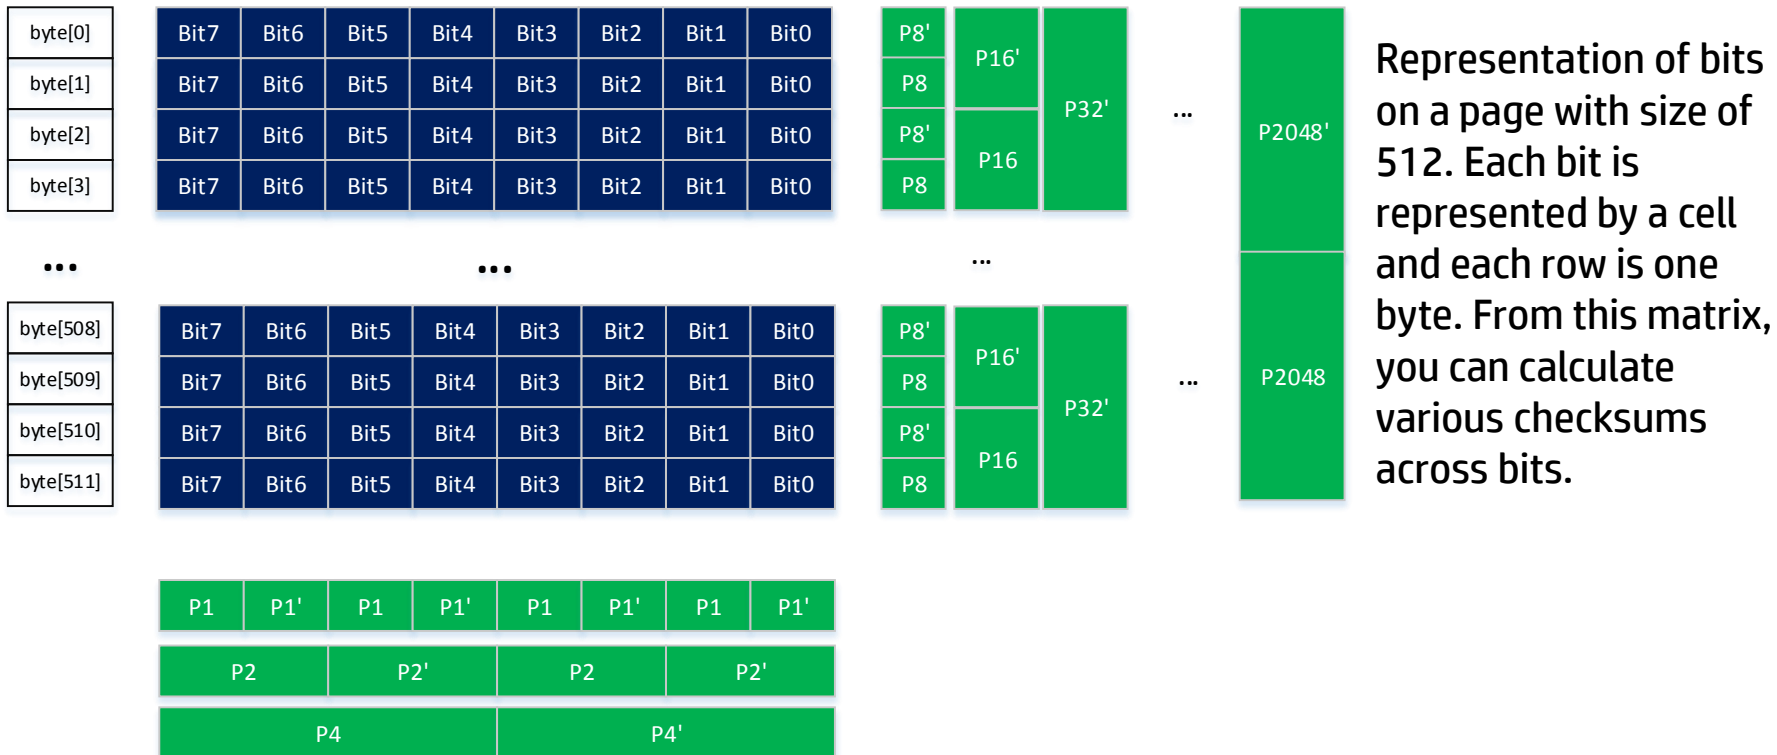 byte[0] Bit7 Bit6 Bit5 Bit4 Bit3 Bit2 Bit1 Bit0 P8' P16' P32' P2048'
byte[1] Bit7 Bit6 Bit5 Bit4 Bit3 Bit2 Bit1 Bit0 P8
byte[2] Bit7 Bit6 Bit5 Bit4 Bit3 Bit2 Bit1 Bit0 P8' P16 ...
byte[3] Bit7 Bit6 Bit5 Bit4 Bit3 Bit2 Bit1 Bit0 P8
... ... ...
byte[508] Bit7 Bit6 Bit5 Bit4 Bit3 Bit2 Bit1 Bit0 P8' P16' P32' P2048
byte[509] Bit7 Bit6 Bit5 Bit4 Bit3 Bit2 Bit1 Bit0 P8 ...
byte[510] Bit7 Bit6 Bit5 Bit4 Bit3 Bit2 Bit1 Bit0 P8' P16
byte[511] Bit7 Bit6 Bit5 Bit4 Bit3 Bit2 Bit1 Bit0 P8
P1 P1' P1 P1' P1 P1' P1 P1'
P2 P2' P2 P2'
P4 P4'
Representation of bits
on a page with size of
512. Each bit is
represented by a cell
and each row is one
byte. From this matrix,
you can calculate
various checksums
across bits.